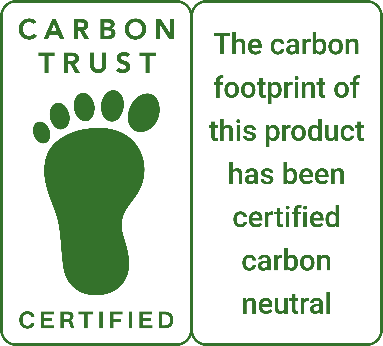 CARBON
TRUST
CERTIFIED
The carbon
footprint of
this product
has been
certified
carbon
neutral